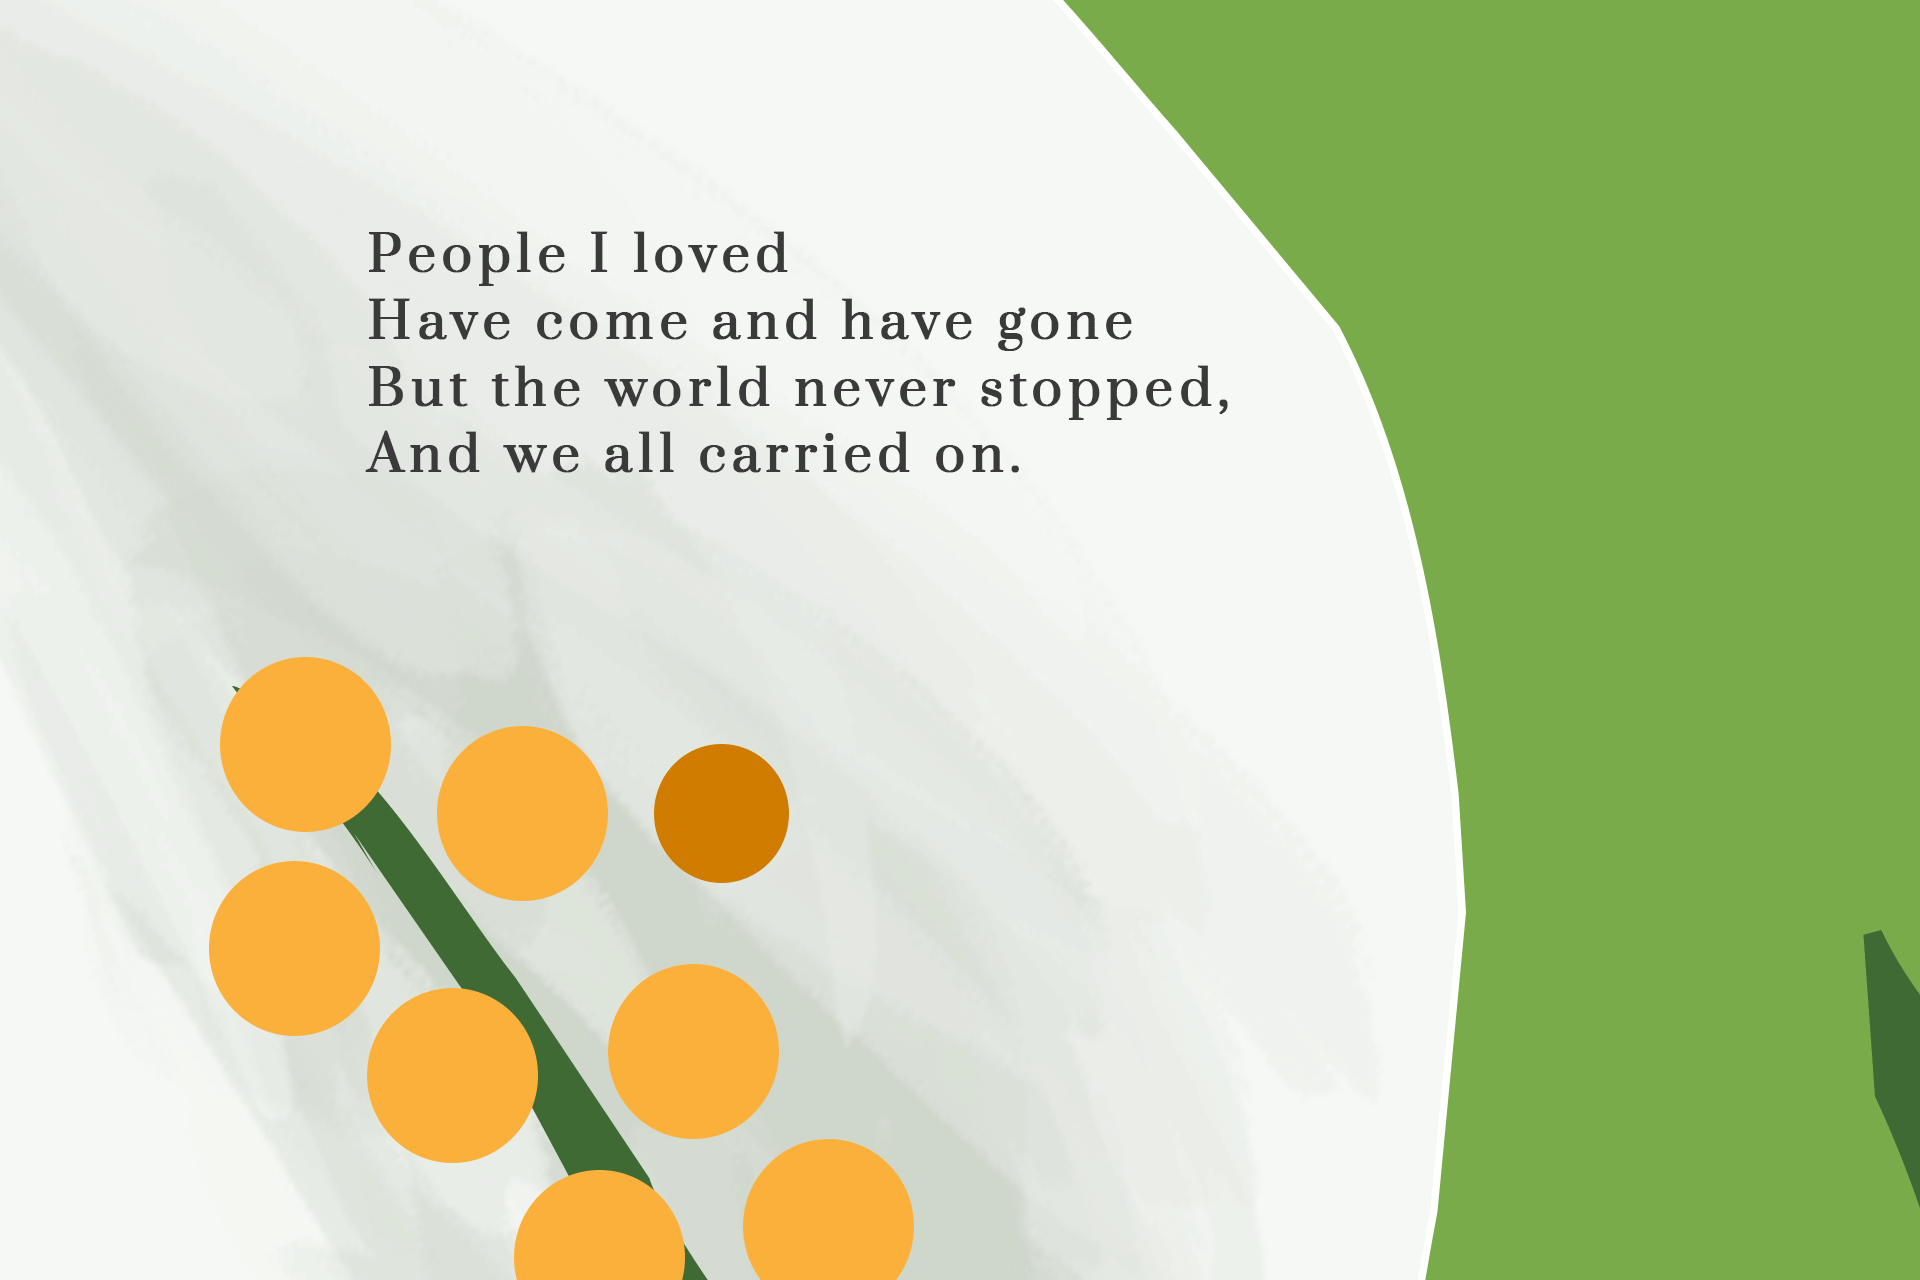 People I loved
Have come and have gone
But the world never stopped,
And we all carried on.